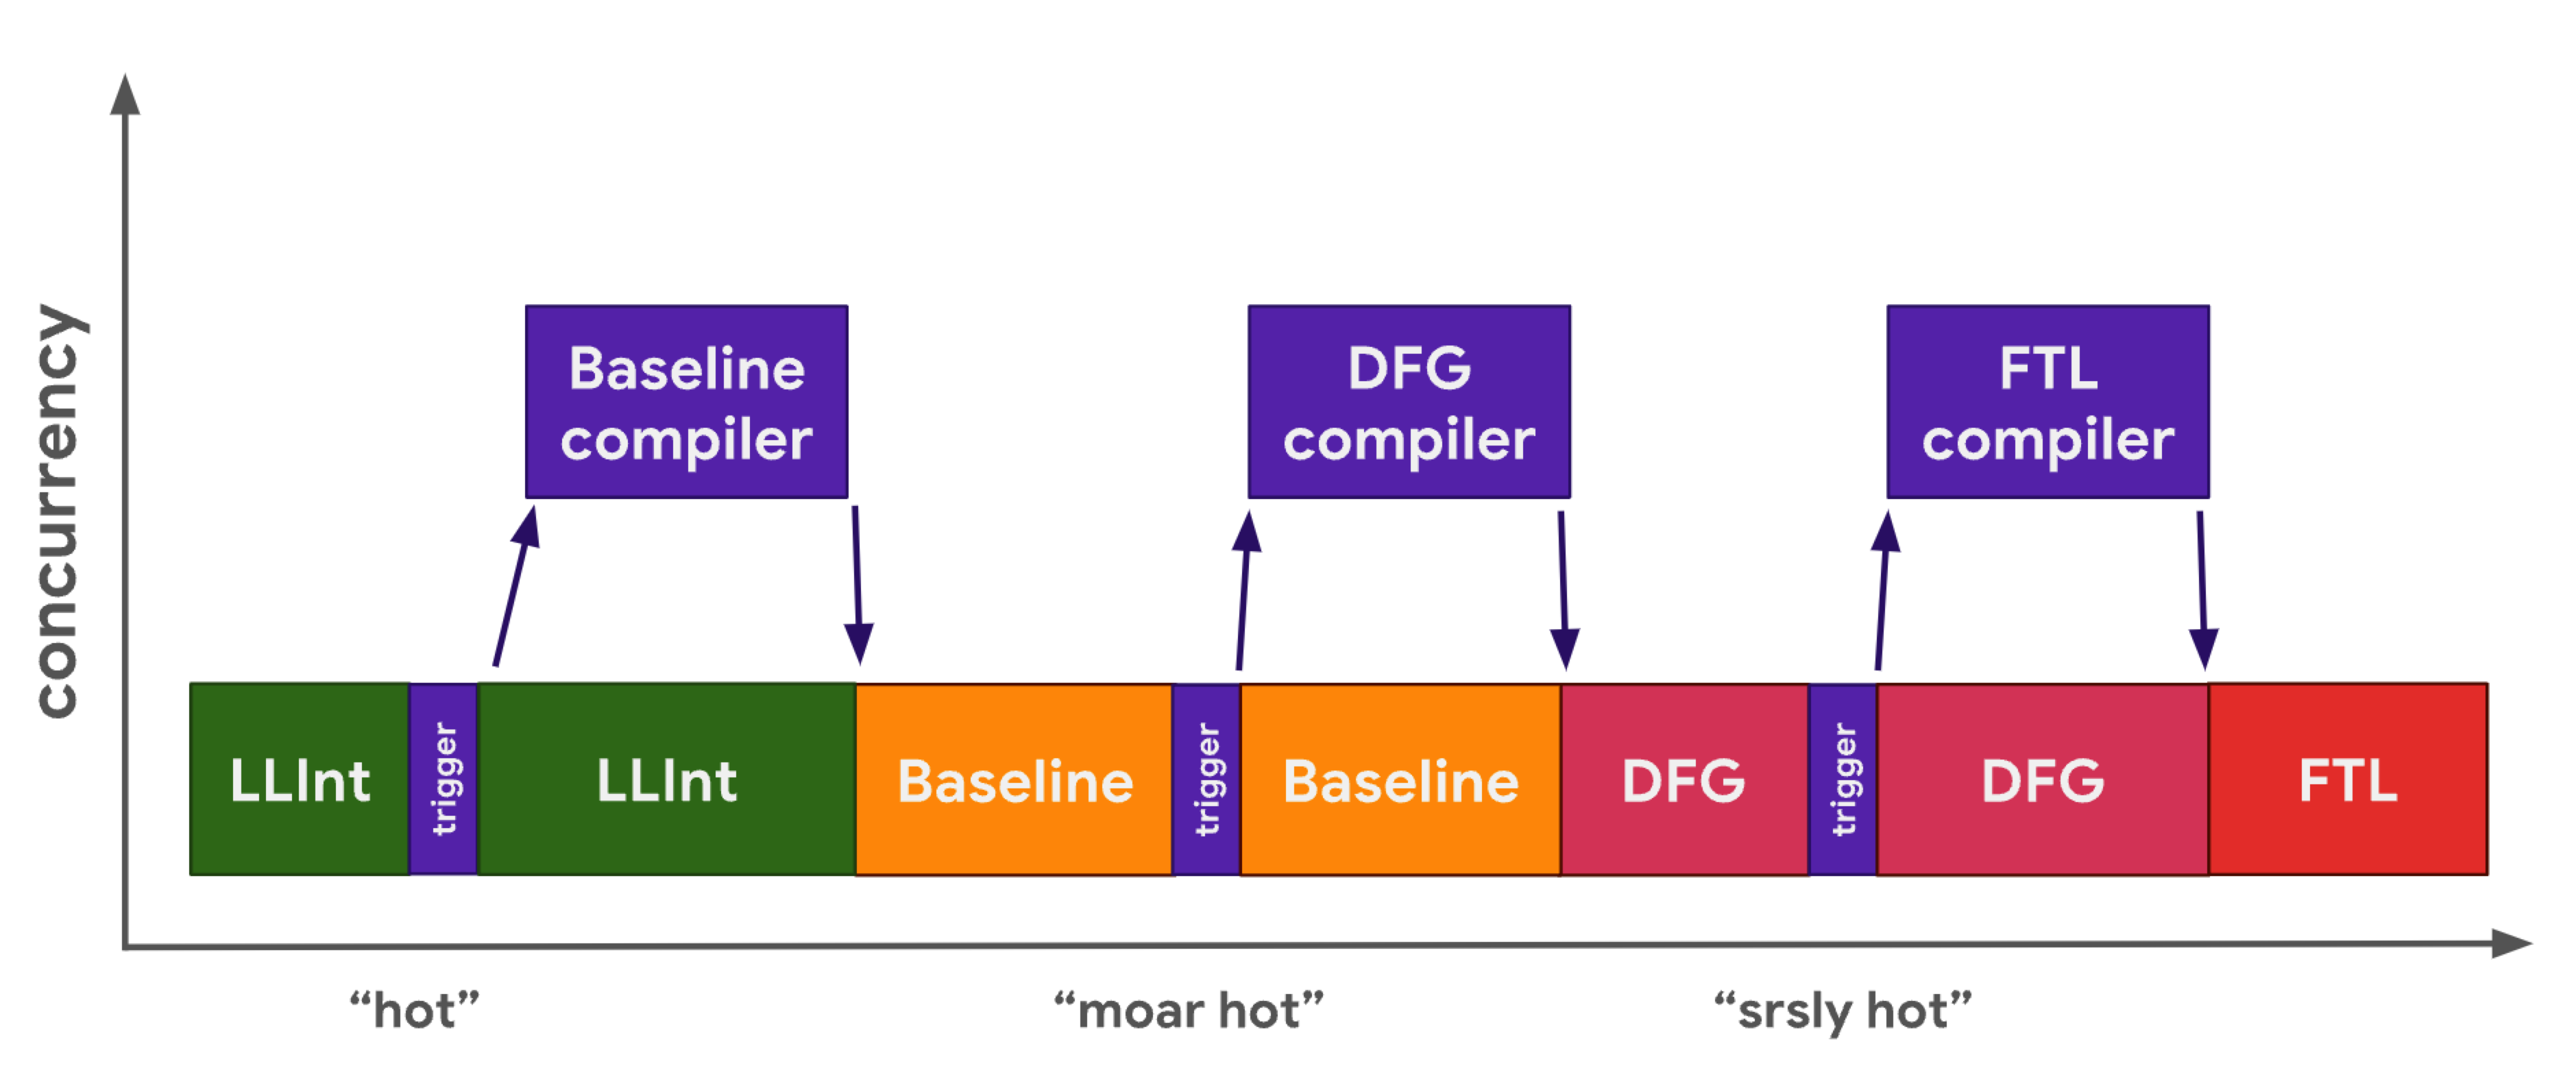 concurrency
Baseline
compiler
DFG
compiler
FTL
compiler
LLInt
trigger
LLInt
Baseline
trigger
Baseline
DFG
trigger
DFG
FTL
“hot”
“moar hot”
“srsly hot”